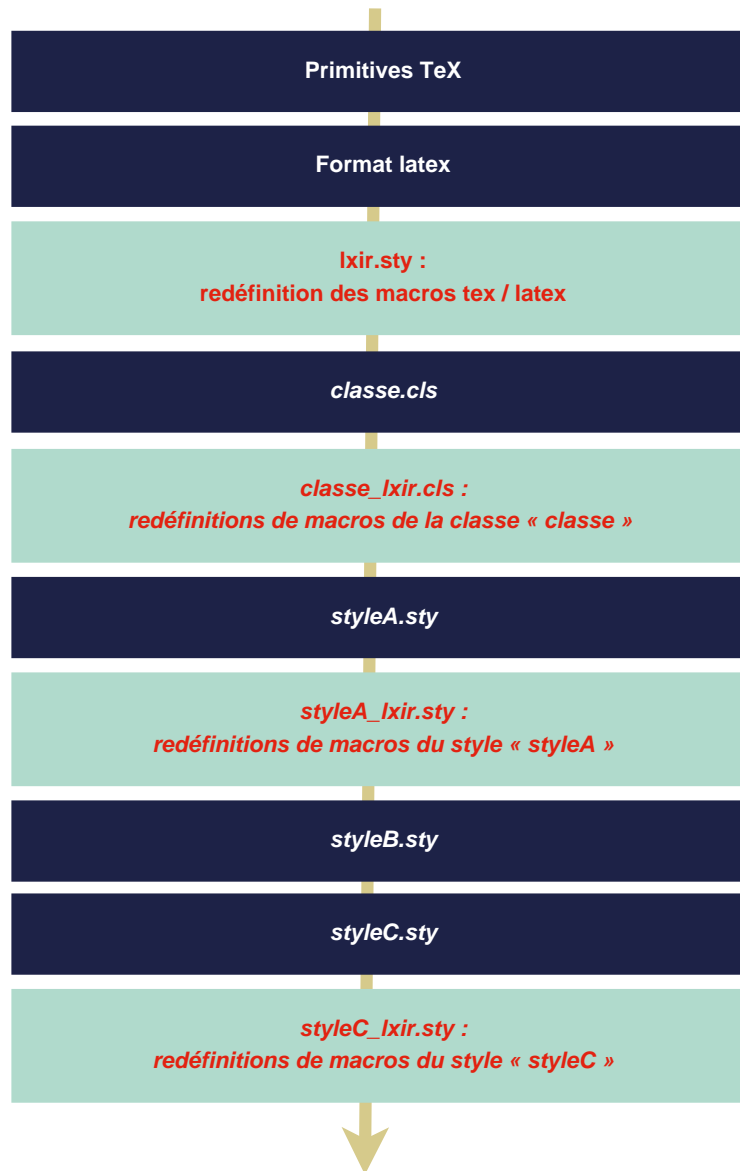 Primitives TeX
Format latex
lxir.sty :
redéfinition des macros tex / latex
classe.cls
classe_lxir.cls :
redéfinitions de macros de la classe « classe »
styleA.sty
styleA_lxir.sty :
redéfinitions de macros du style « styleA »
styleB.sty
styleC.sty
styleC_lxir.sty :
redéfinitions de macros du style « styleC »